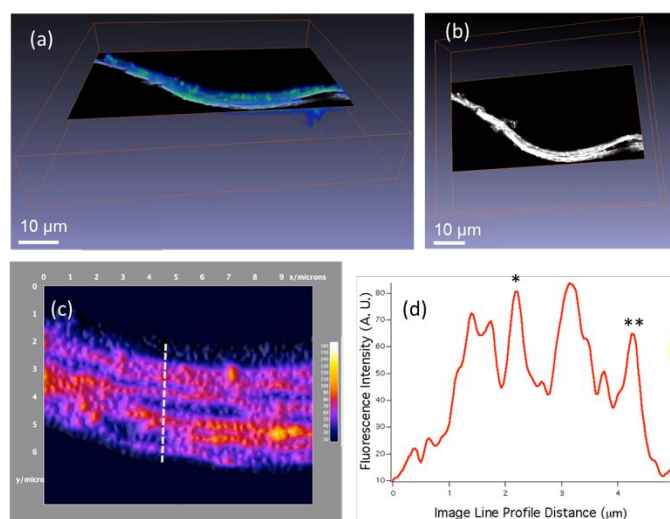 (a)
10 μm
(b)
10 μm
(c)
0 1 2 3 4 5 6 7 8 9 x/microns
0
1
2
3
4
5
6
y/micro
160
(d)
Fluorescence Intensity (A. U.)
80
70
60
50
40
30
20
10
*
**
0 2 4
Image Line Profile Distance (μm)